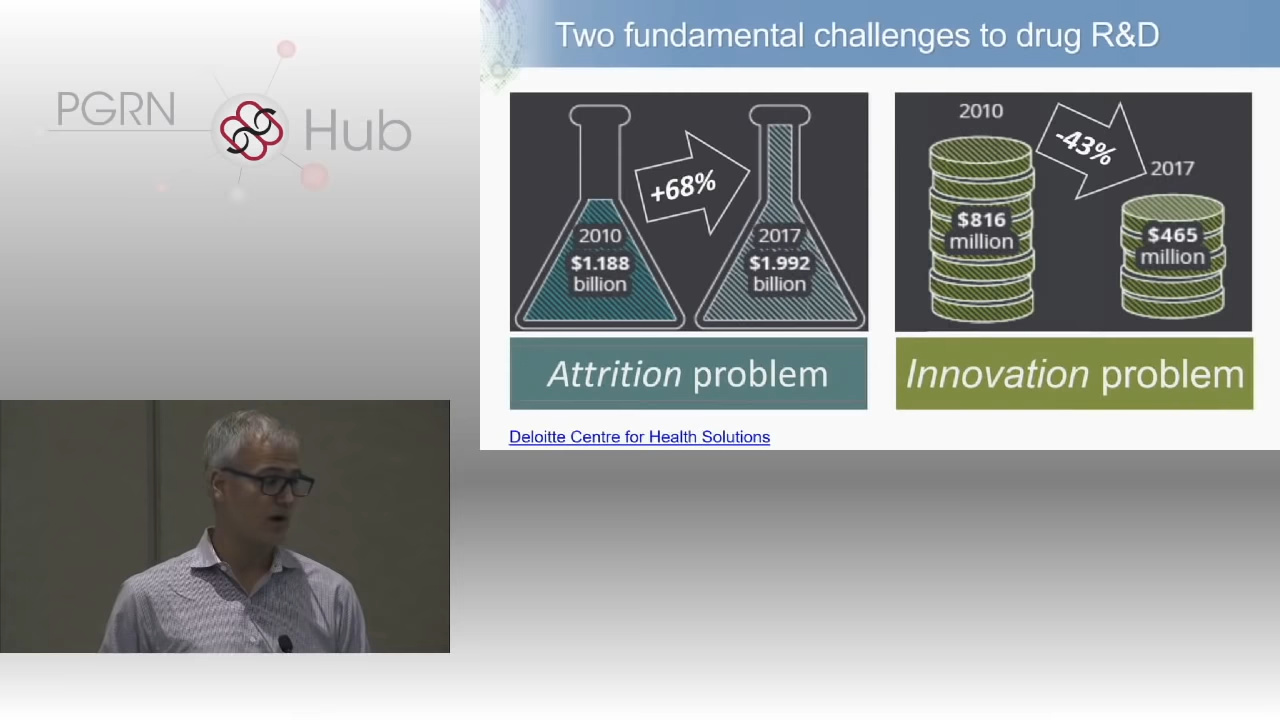 PGRN
Hub
Two fundamental challenges to drug R&D
+68%
2010
$1.188
billion
2017
$1.992
billion
Attrition problem
2010
-43%
2017
$816
million
$465
million
Innovation problem
Deloitte Centre for Health Solutions